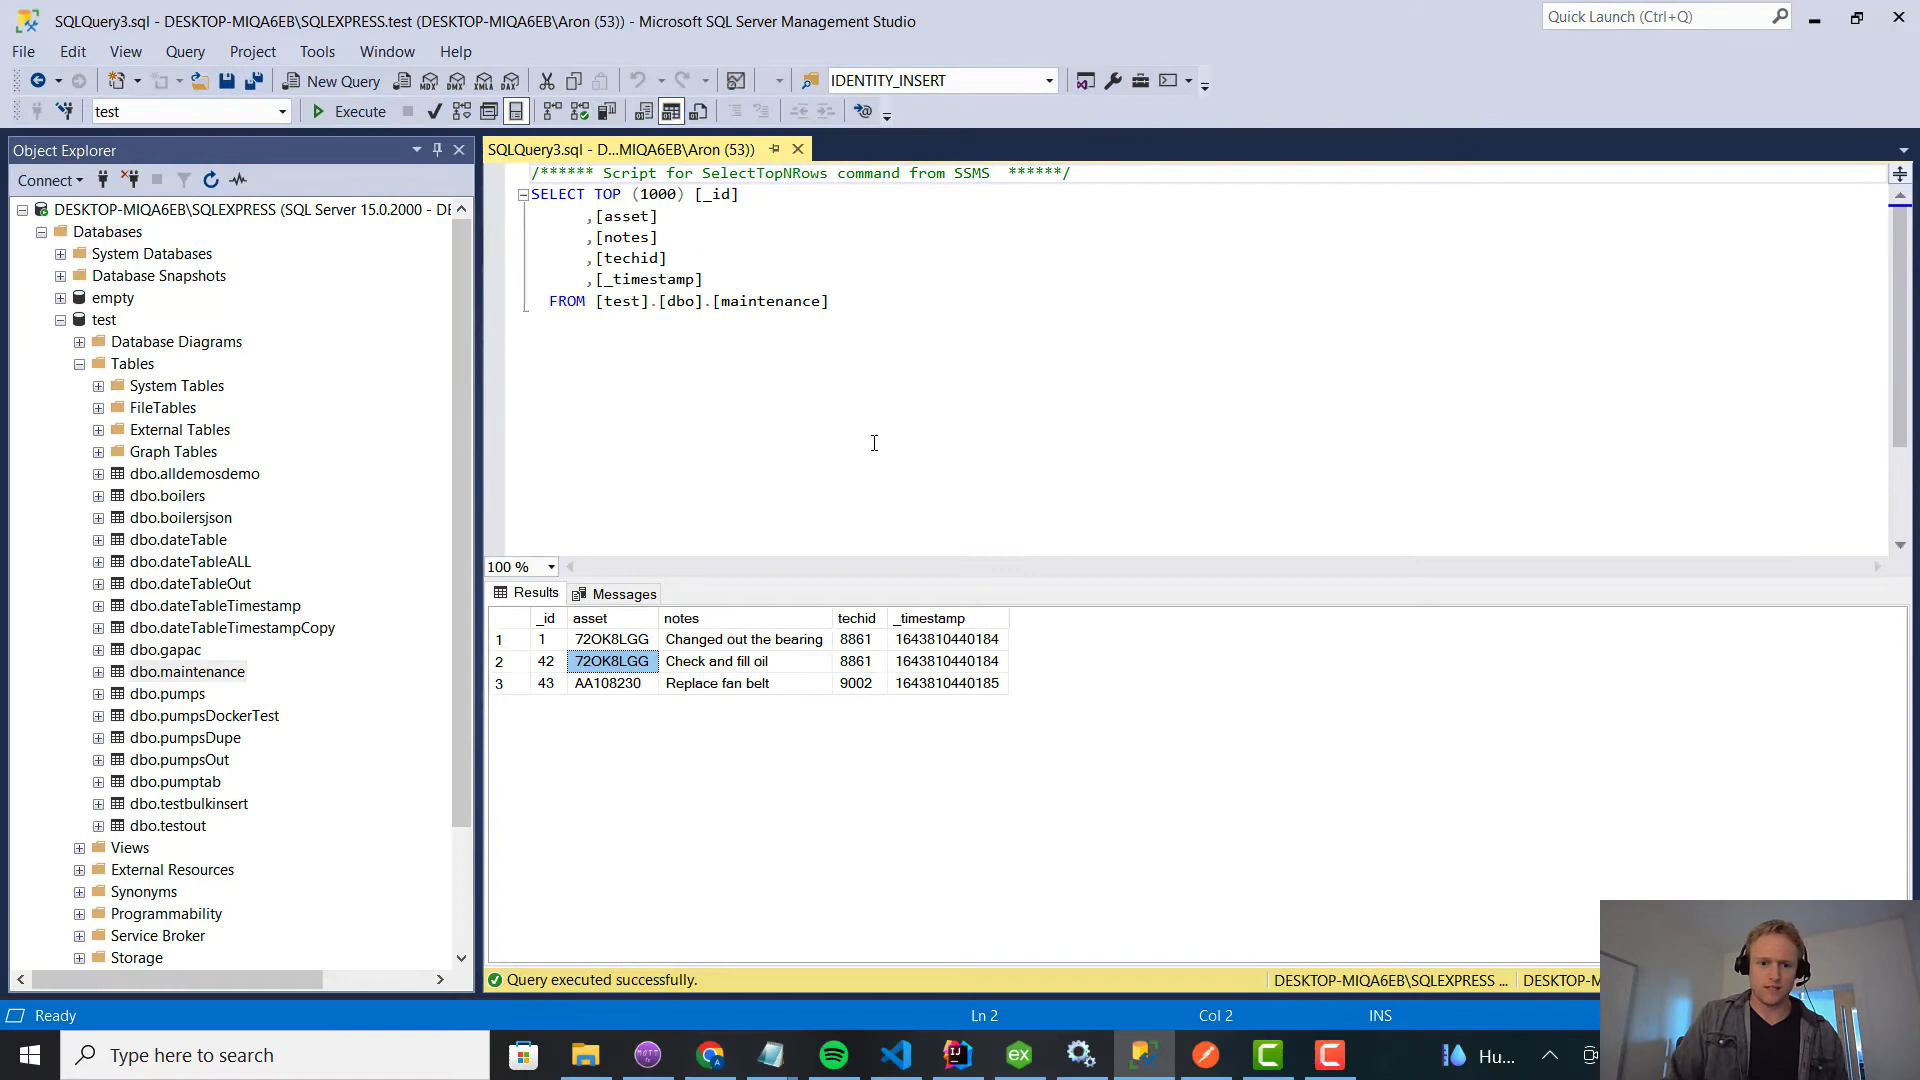 SQLQuery3.sql - DESKTOP-MIQA6EB\SQLEXPRESS.test (DESKTOP-MIQA6EB\Aron (53)) - Microsoft SQL Server Management Studio
Quick Launch (Ctrl+Q)
File Edit View Query Project Tools Window Help
New Query
MDX DMX XMLA DAX
IDENTITY_INSERT
test
Execute
Object Explorer
Connect
DESKTOP-MIQA6EB\SQLEXPRESS (SQL Server 15.0.2000 - DE
Databases
System Databases
Database Snapshots
empty
test
Database Diagrams
Tables
System Tables
FileTables
External Tables
Graph Tables
dbo.alldemosdemo
dbo.boilers
dbo.boilersjson
dbo.dateTable
dbo.dateTableALL
dbo.dateTableOut
dbo.dateTableTimestamp
dbo.dateTableTimestampCopy
dbo.gapac
dbo.maintenance
dbo.pumps
dbo.pumpsDockerTest
dbo.pumpsDupe
dbo.pumpsOut
dbo.pumptab
dbo.testbulkinsert
dbo.testout
Views
External Resources
Synonyms
Programmability
Service Broker
Storage
SQLQuery3.sql - D...MIQA6EB\Aron (53))
/****** Script for SelectTopNRows command from SSMS ******/
SELECT TOP (1000) [_id]
,[asset]
,[notes]
,[techid]
,[_timestamp]
FROM [test].[dbo].[maintenance]
100 %
Results Messages
_id asset notes techid _timestamp
1 1 72OK8LGG Changed out the bearing 8861 1643810440184
2 42 72OK8LGG Check and fill oil 8861 1643810440184
3 43 AA108230 Replace fan belt 9002 1643810440185
Query executed successfully.
DESKTOP-MIQA6EB\SQLEXPRESS ... DESKTOP-M
Ready
Ln 2 Col 2 INS
Type here to search
ex
Hu...